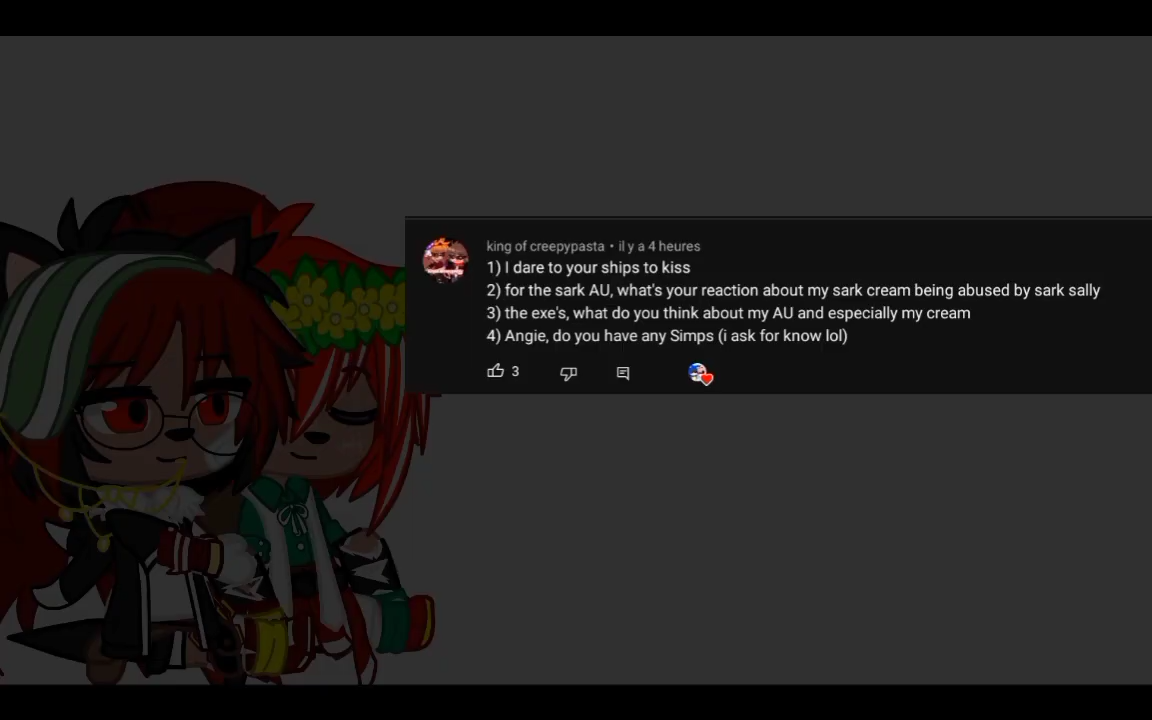 king of creepypasta • il y a 4 heures
1) I dare to your ships to kiss
2) for the sark AU, what's your reaction about my sark cream being abused by sark sally
3) the exe's, what do you think about my AU and especially my cream
4) Angie, do you have any Simps (i ask for know lol)
3